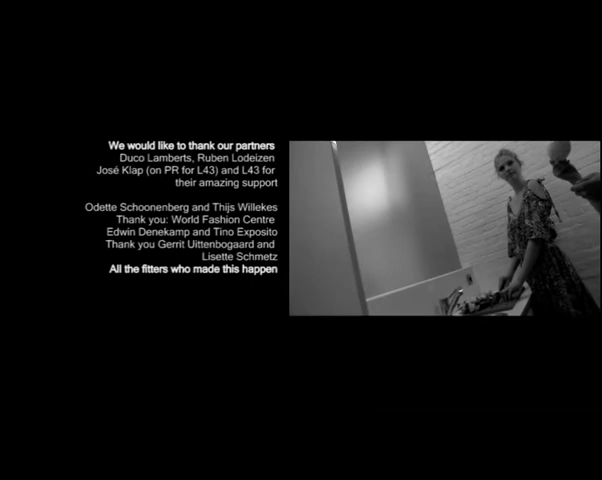 We would like to thank our partners
Duco Lamberts, Ruben Lodeizen
José Klap (on PR for L43) and L43 for
their amazing support
Odette Schoonenberg and Thijs Willekes
Thank you: World Fashion Centre
Edwin Denekamp and Tino Exposito
Thank you Gerrit Uittenbogaard and
Lisette Schmetz
All the fitters who made this happen